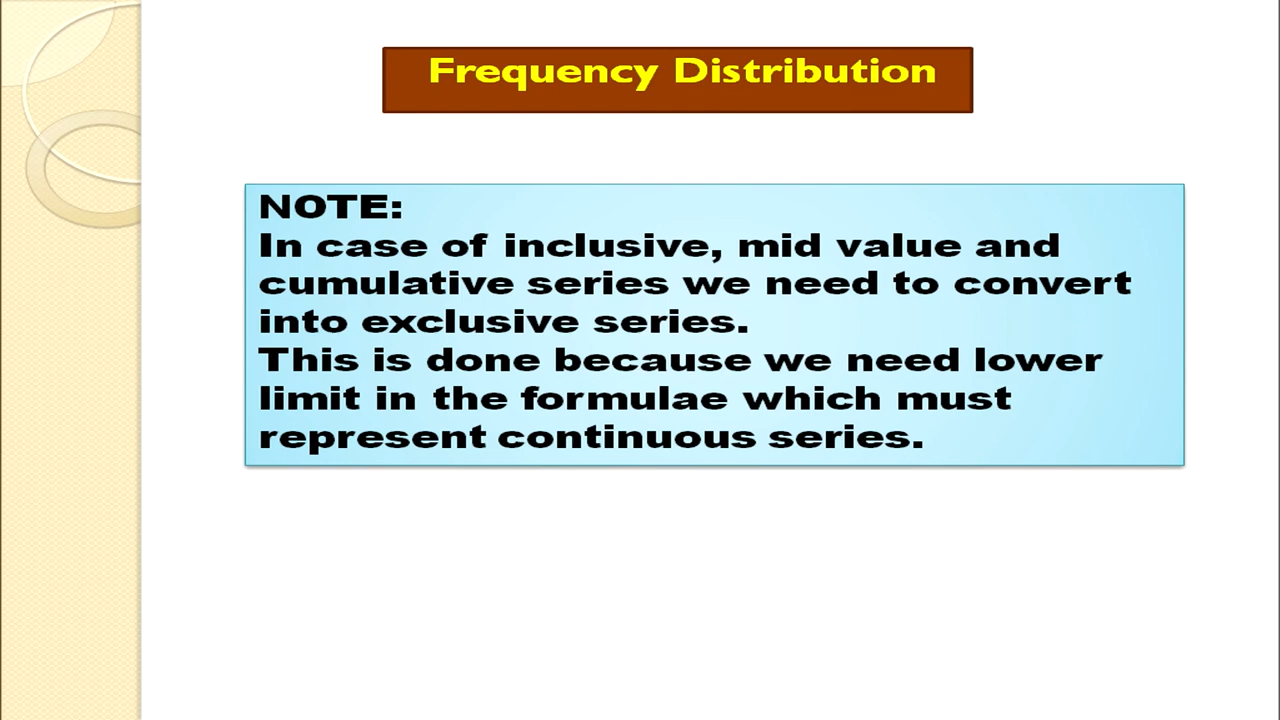 Frequency Distribution
NOTE:
In case of inclusive, mid value and
cumulative series we need to convert
into exclusive series.
This is done because we need lower
limit in the formulae which must
represent continuous series.